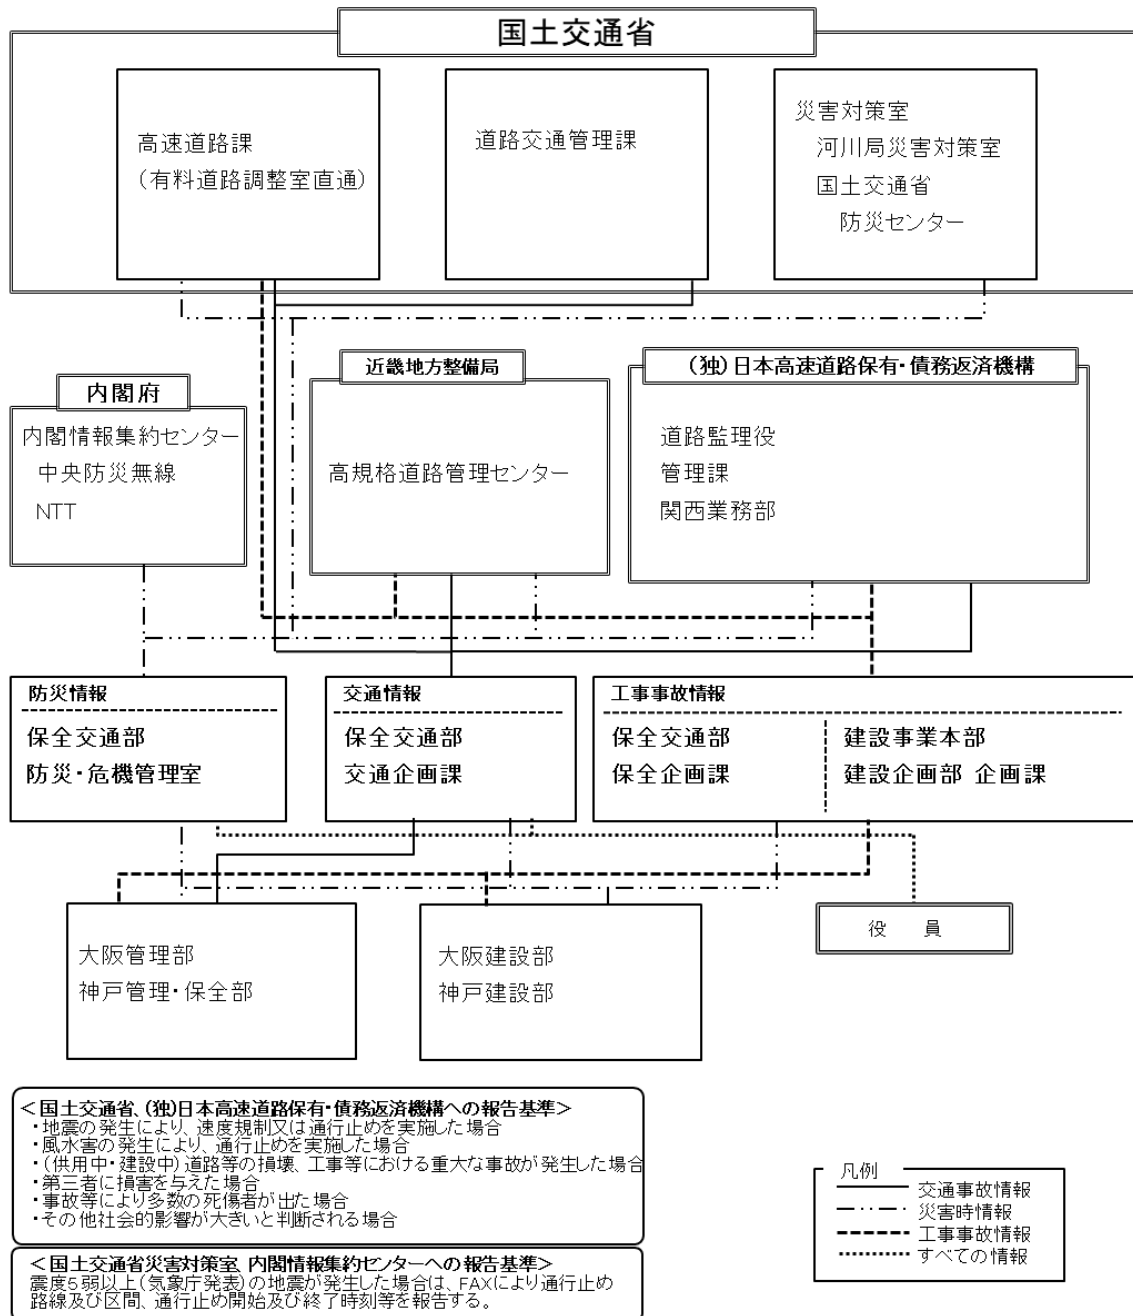 国土交通省
高速道路課
(有料道路調整室直通)
道路交通管理課
災害対策室
河川局災害対策室
国土交通省
防災センター
内閣府
内閣情報集約センター
中央防災無線
NTT
近畿地方整備局
高規格道路管理センター
(独)日本高速道路保有・債務返済機構
道路監理役
管理課
関西業務部
防災情報
保全交通部
防災・危機管理室
交通情報
保全交通部
交通企画課
工事事故情報
保全交通部
保全企画課
建設事業本部
建設企画部 企画課
大阪管理部
神戸管理・保全部
大阪建設部
神戸建設部
役 員
<国土交通省、(独)日本高速道路保有・債務返済機構への報告基準>
・地震の発生により、速度規制又は通行止めを実施した場合
・風水害の発生により、通行止めを実施した場合
・(供用中・建設中)道路等の損壊、工事等における重大な事故が発生した場合
・第三者に損害を与えた場合
・事故等により多数の死傷者が出た場合
・その他社会的影響が大きいと判断される場合
<国土交通省災害対策室、内閣情報集約センターへの報告基準>
震度5弱以上(気象庁発表)の地震が発生した場合は、FAXにより通行止め
路線及び区間、通行止め開始及び終了時刻等を報告する。
凡例
交通事故情報
災害時情報
工事事故情報
すべての情報